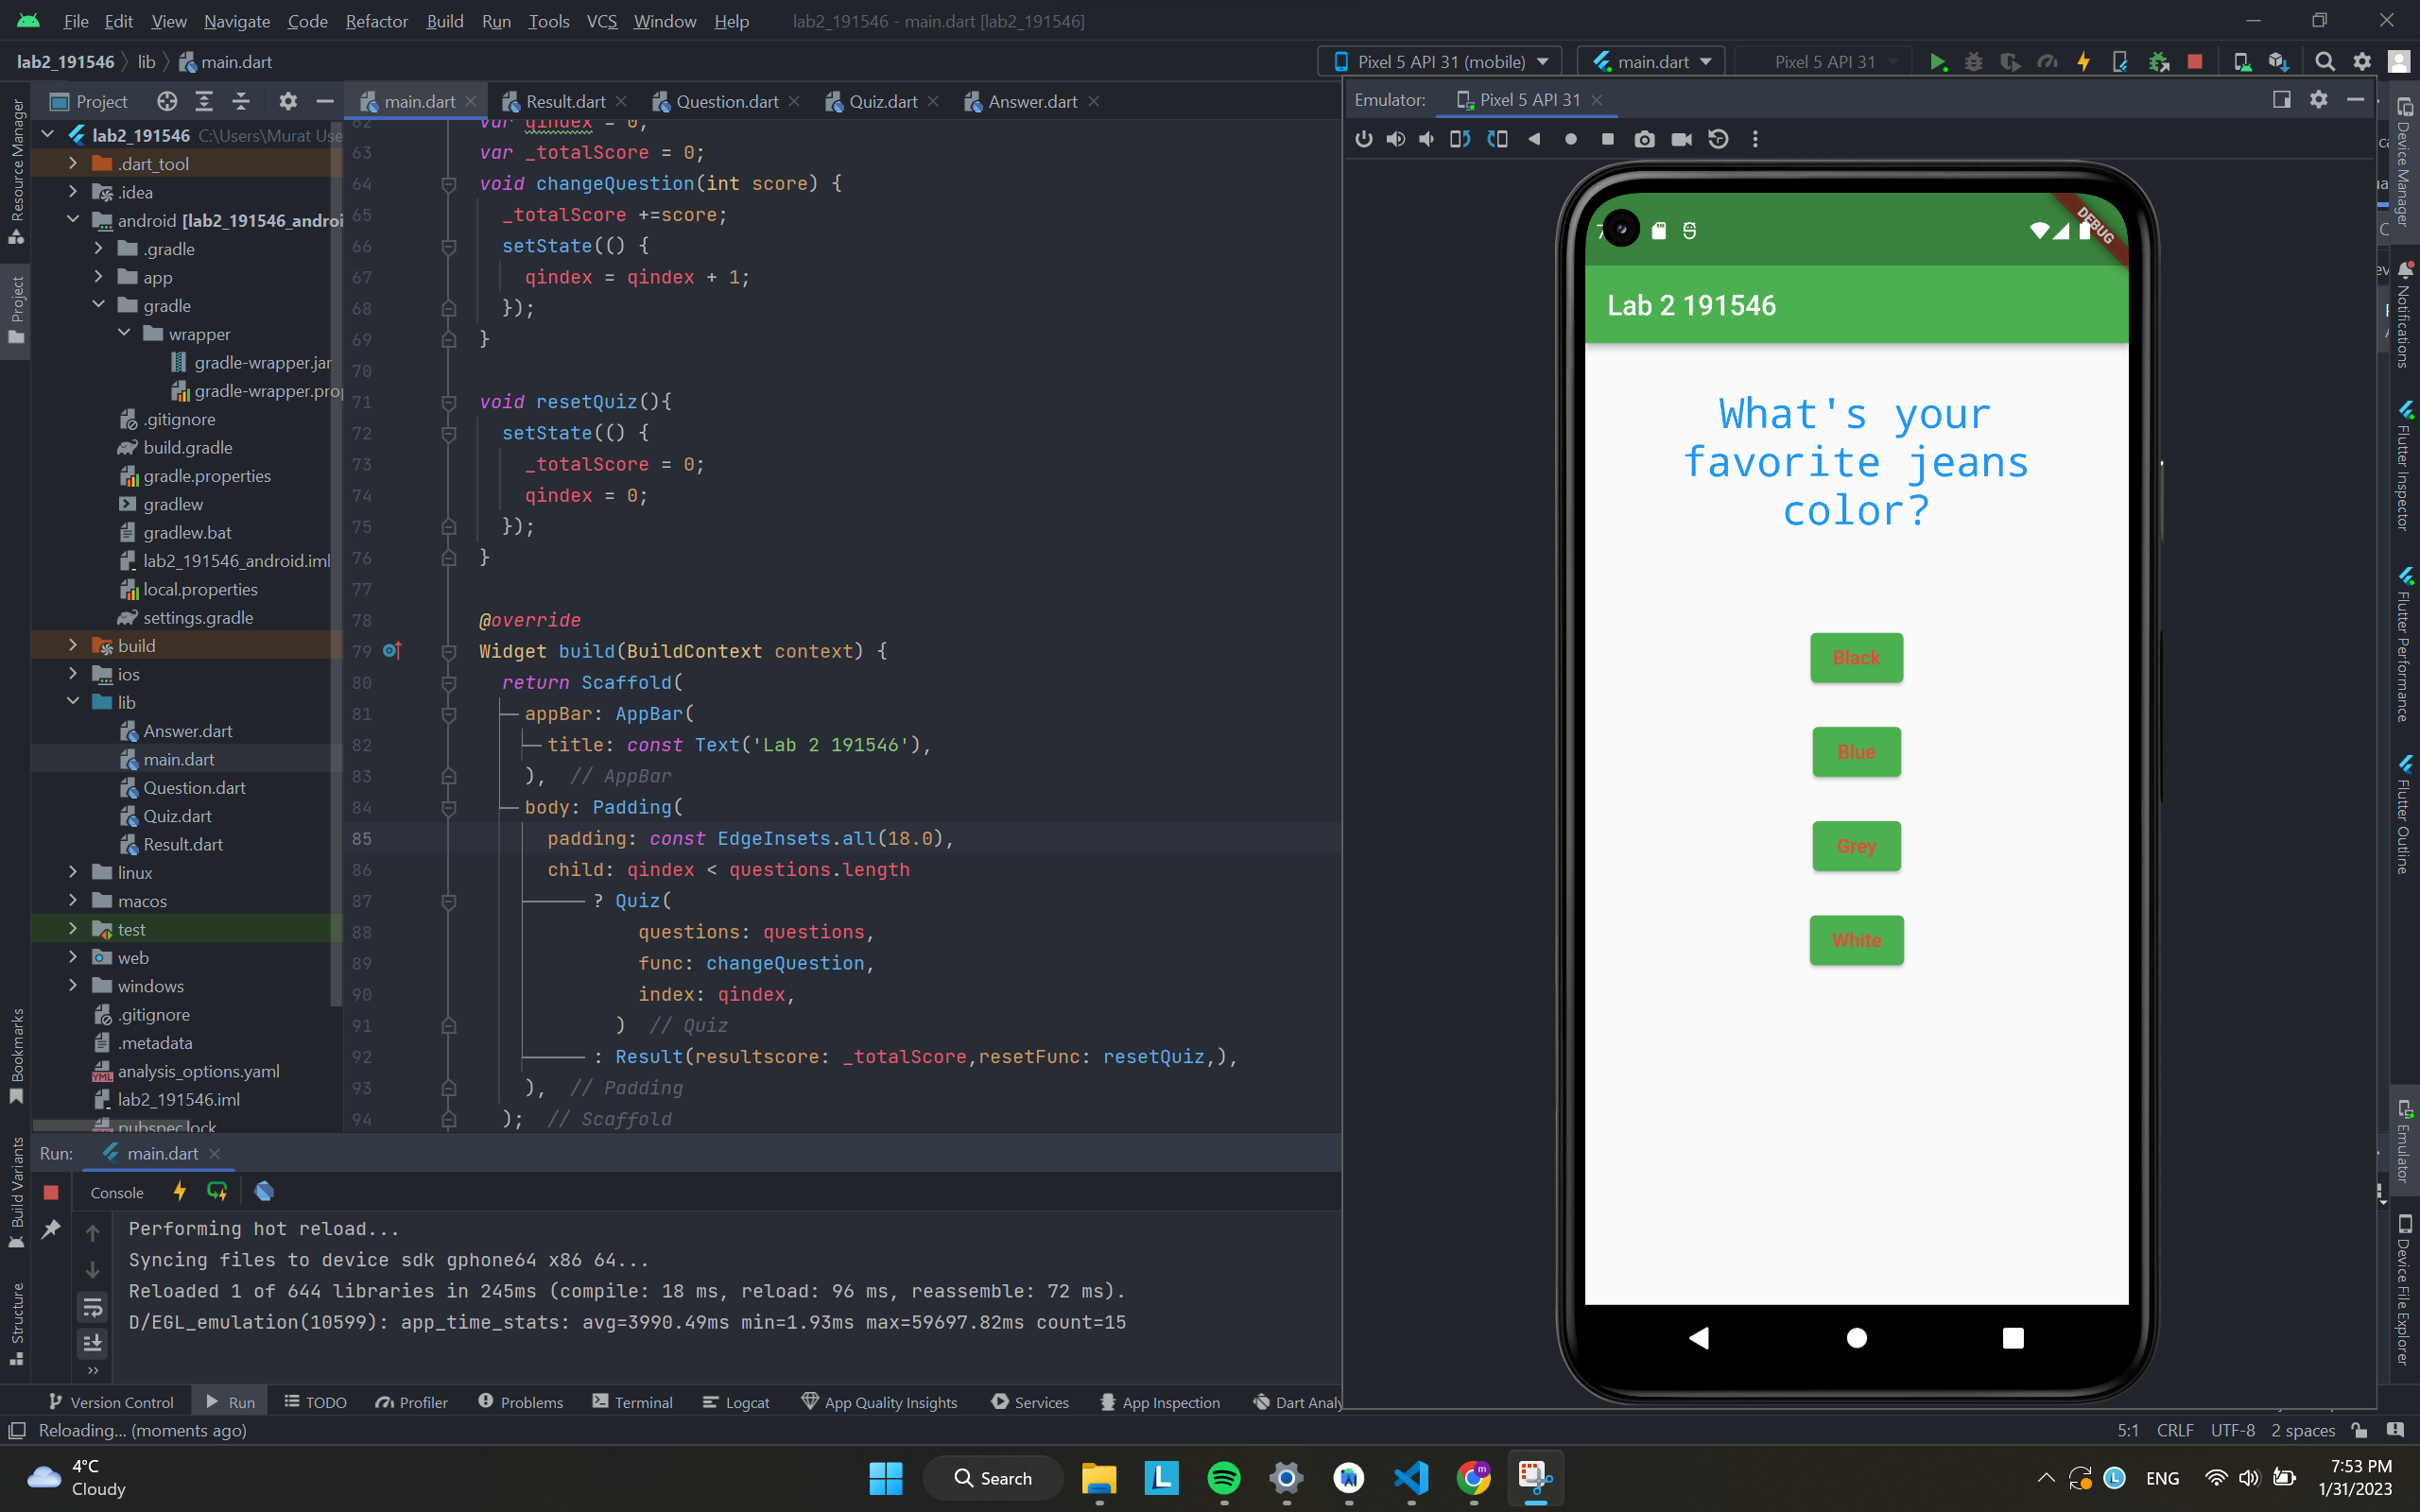 File Edit View Navigate Code Refactor Build Run Tools VCS Window Help lab2_191546 - main.dart [lab2_191546]
lab2_191546 lib main.dart Pixel 5 API 31 (mobile) main.dart Pixel 5 API 31
Project main.dart Result.dart Question.dart Quiz.dart Answer.dart
Resource Manager
Project
Bookmarks
Build Variants
Structure
lab2_191546 C:\Users\Murat Use
.dart_tool
.idea
android [lab2_191546_androi
.gradle
app
gradle
wrapper
gradle-wrapper.jar
gradle-wrapper.prop
.gitignore
build.gradle
gradle.properties
gradlew
gradlew.bat
lab2_191546_android.iml
local.properties
settings.gradle
build
ios
lib
Answer.dart
main.dart
Question.dart
Quiz.dart
Result.dart
linux
macos
test
web
windows
.gitignore
.metadata
analysis_options.yaml
lab2_191546.iml
pubspec.lock
62 var qindex = 0;
63 var _totalScore = 0;
64 void changeQuestion(int score) {
65 _totalScore +=score;
66 setState(() {
67 qindex = qindex + 1;
68 });
69 }
70
71 void resetQuiz(){
72 setState(() {
73 _totalScore = 0;
74 qindex = 0;
75 });
76 }
77
78 @override
79 Widget build(BuildContext context) {
80 return Scaffold(
81 appBar: AppBar(
82 title: const Text('Lab 2 191546'),
83 ), // AppBar
84 body: Padding(
85 padding: const EdgeInsets.all(18.0),
86 child: qindex < questions.length
87 ? Quiz(
88 questions: questions,
89 func: changeQuestion,
90 index: qindex,
91 ) // Quiz
92 : Result(resultscore: _totalScore,resetFunc: resetQuiz,),
93 ), // Padding
94 ); // Scaffold
Emulator: Pixel 5 API 31
DEBUG
Lab 2 191546
What's your
favorite jeans
color?
Black
Blue
Grey
White
Device Manager
Notifications
Flutter Inspector
Flutter Performance
Flutter Outline
Emulator
Device File Explorer
Run: main.dart
Console
Performing hot reload...
Syncing files to device sdk gphone64 x86 64...
Reloaded 1 of 644 libraries in 245ms (compile: 18 ms, reload: 96 ms, reassemble: 72 ms).
D/EGL_emulation(10599): app_time_stats: avg=3990.49ms min=1.93ms max=59697.82ms count=15
Version Control Run TODO Profiler Problems Terminal Logcat App Quality Insights Services App Inspection Dart Analy
Reloading... (moments ago) 5:1 CRLF UTF-8 2 spaces
4°C
Cloudy
Search
ENG
7:53 PM
1/31/2023